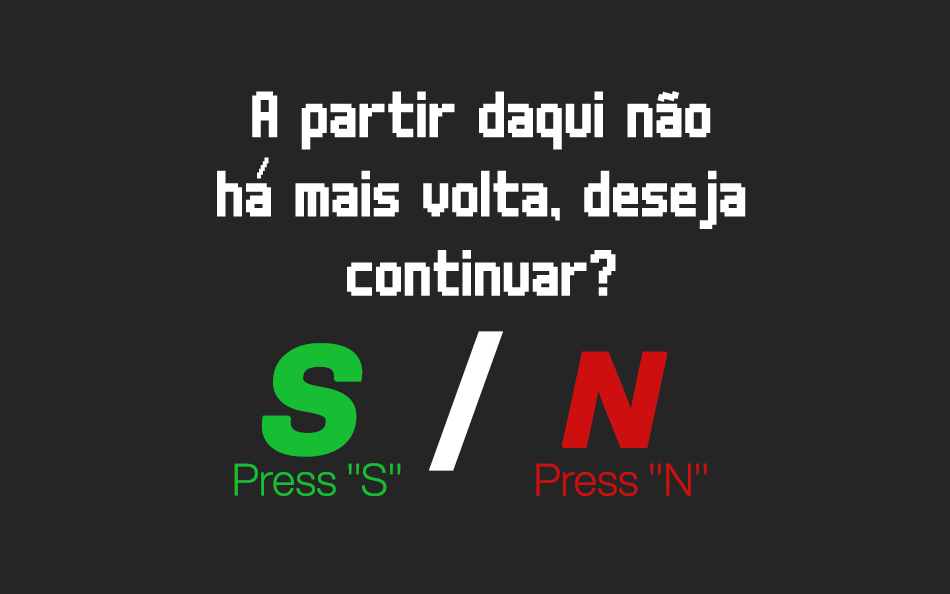 A partir daqui não
há mais volta, deseja
continuar?
S / N
Press "S" Press "N"